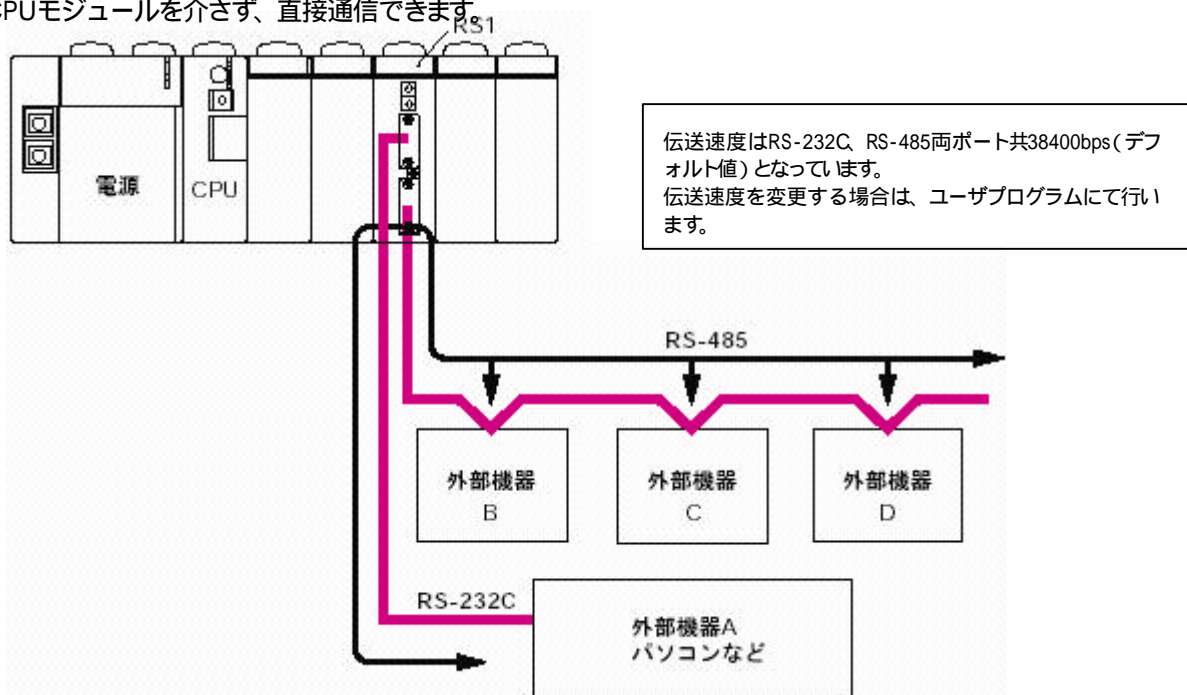 CPUモジュールを介さず、直接通信できます。
RS1
伝送速度はRS-232C、RS-485両ポート共38400bps(デフ
ォルト値)となっています。
伝送速度を変更する場合は、ユーザプログラムにて行い
ます。
電源
CPU
RS-485
外部機器
B
外部機器
C
外部機器
D
RS-232C
外部機器A
パソコンなど